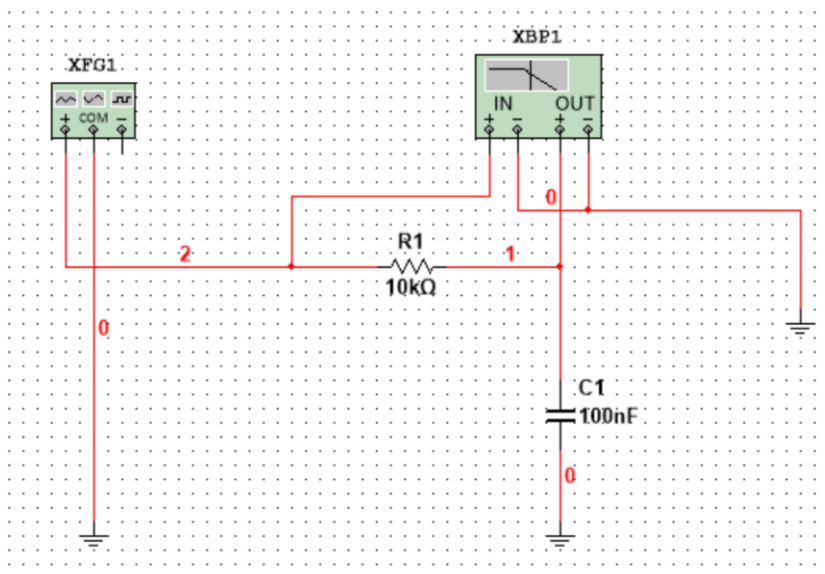 XBP1
XFG1
IN OUT
+ − + −
+ COM −
0
R1
2 1
10kΩ
0
C1
100nF
0